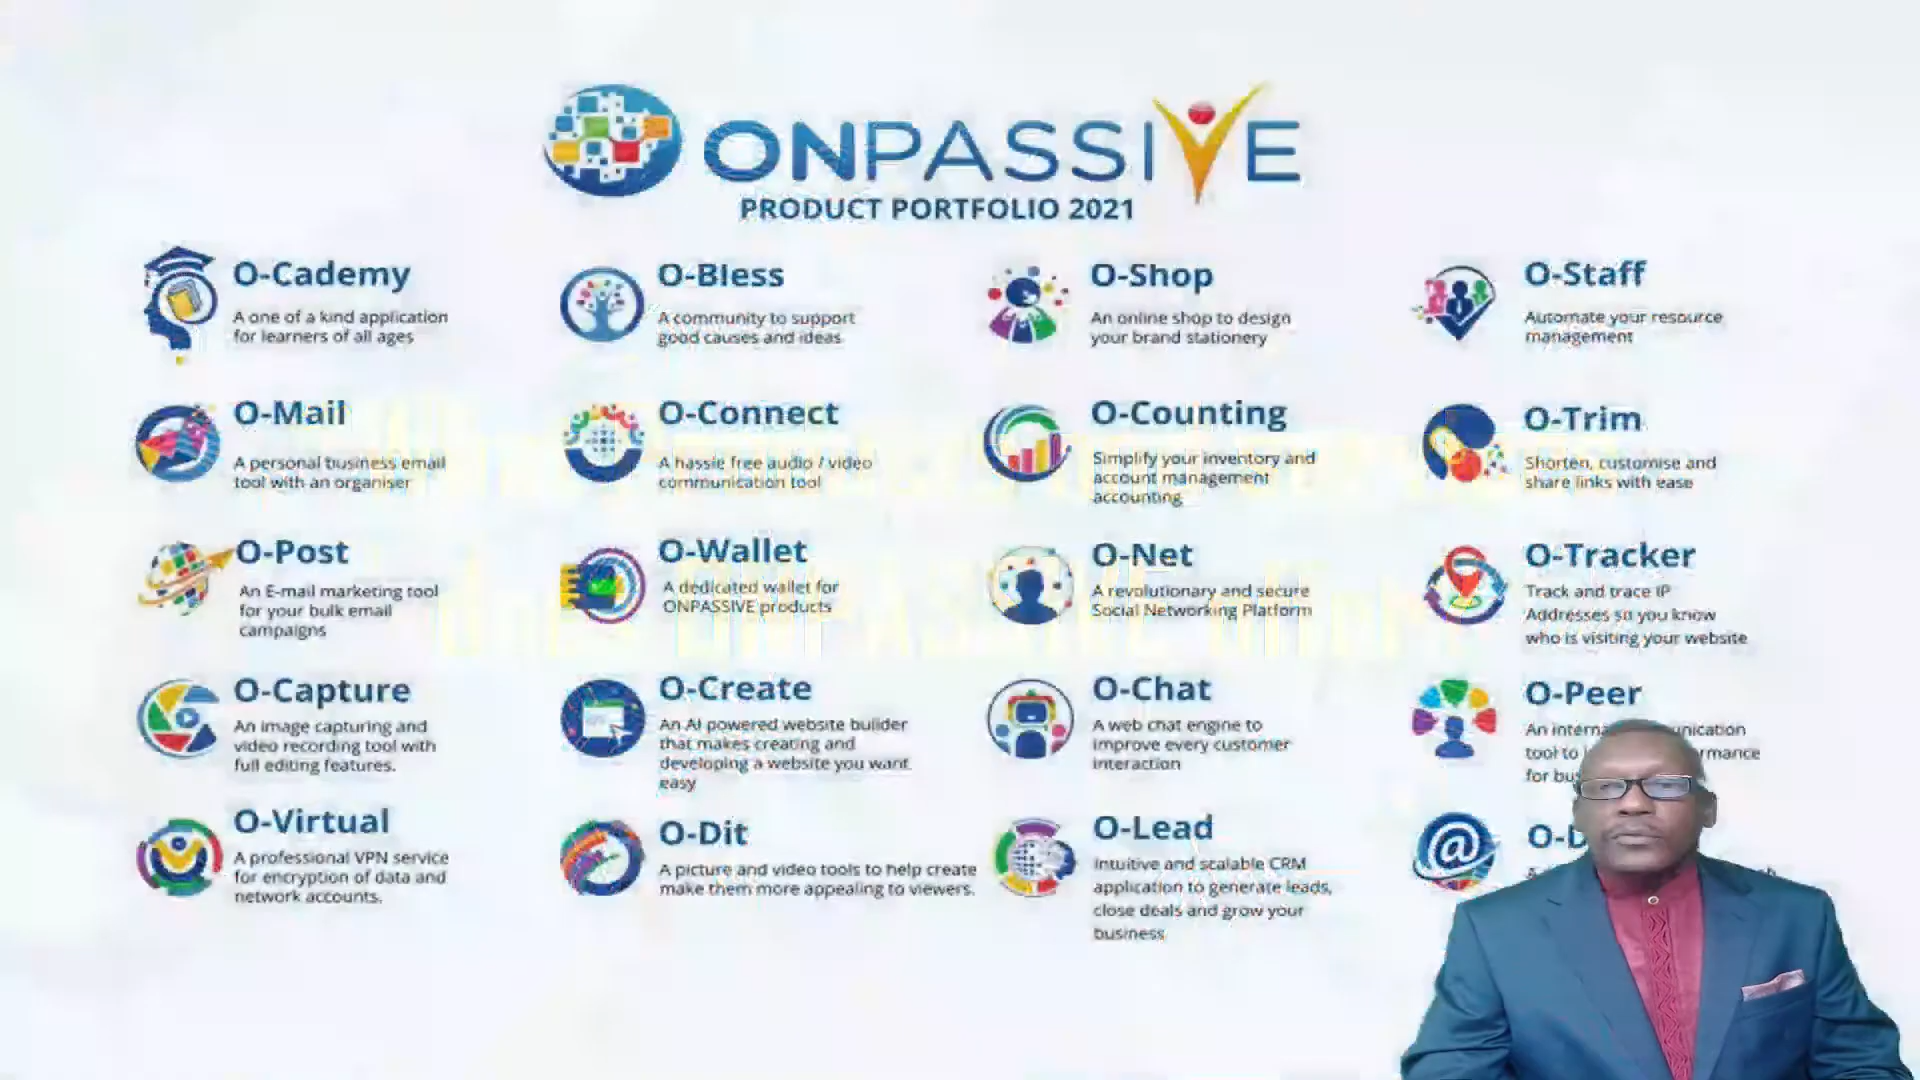 ONPASSIVE
PRODUCT PORTFOLIO 2021
O-Cademy
A one of a kind application
for learners of all ages
O-Bless
A community to support
good causes and ideas
O-Shop
An online shop to design
your brand stationery
O-Staff
Automate your resource
management
O-Mail
A personal business email
tool with an organiser
O-Connect
A hassle free audio / video
communication tool
O-Counting
Simplify your inventory and
account management
accounting
O-Trim
Shorten, customise and
share links with ease
O-Post
An E-mail marketing tool
for your bulk email
campaigns
O-Wallet
A dedicated wallet for
ONPASSIVE products
O-Net
A revolutionary and secure
Social Networking Platform
O-Tracker
Track and trace IP
Addresses so you know
who is visiting your website
O-Capture
An image capturing and
video recording tool with
full editing features.
O-Create
An AI powered website builder
that makes creating and
developing a website you want
easy
O-Chat
A web chat engine to
improve every customer
interaction
O-Peer
An
tool to
for
O-Virtual
A professional VPN service
for encryption of data and
network accounts.
O-Dit
A picture and video tools to help create
make them more appealing to viewers.
O-Lead
Intuitive and scalable CRM
application to generate leads,
close deals and grow your
business